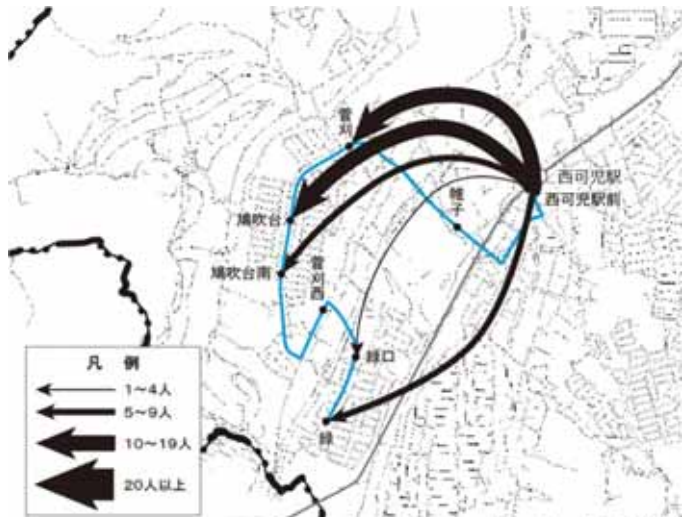 菅刈
西可児駅
西可児駅前
帷子
鳩吹台
鳩吹台南
菅刈西
緑口
緑
凡 例
1～4人
5～9人
10～19人
20人以上